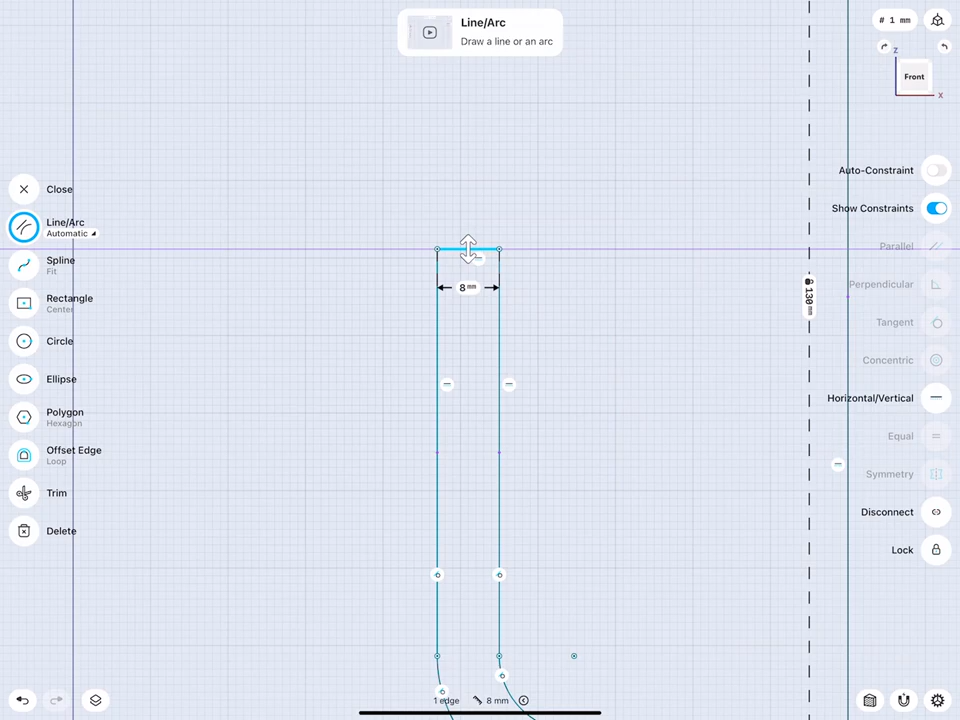 Line/Arc
Draw a line or an arc
# 1 mm
Z
Front
X
Close
Line/Arc
Automatic
Spline
Fit
Rectangle
Center
Circle
Ellipse
Polygon
Hexagon
Offset Edge
Loop
Trim
Delete
8 mm
130 mm
Auto-Constraint
Show Constraints
Parallel
Perpendicular
Tangent
Concentric
Horizontal/Vertical
Equal
Symmetry
Disconnect
Lock
1 edge 8 mm